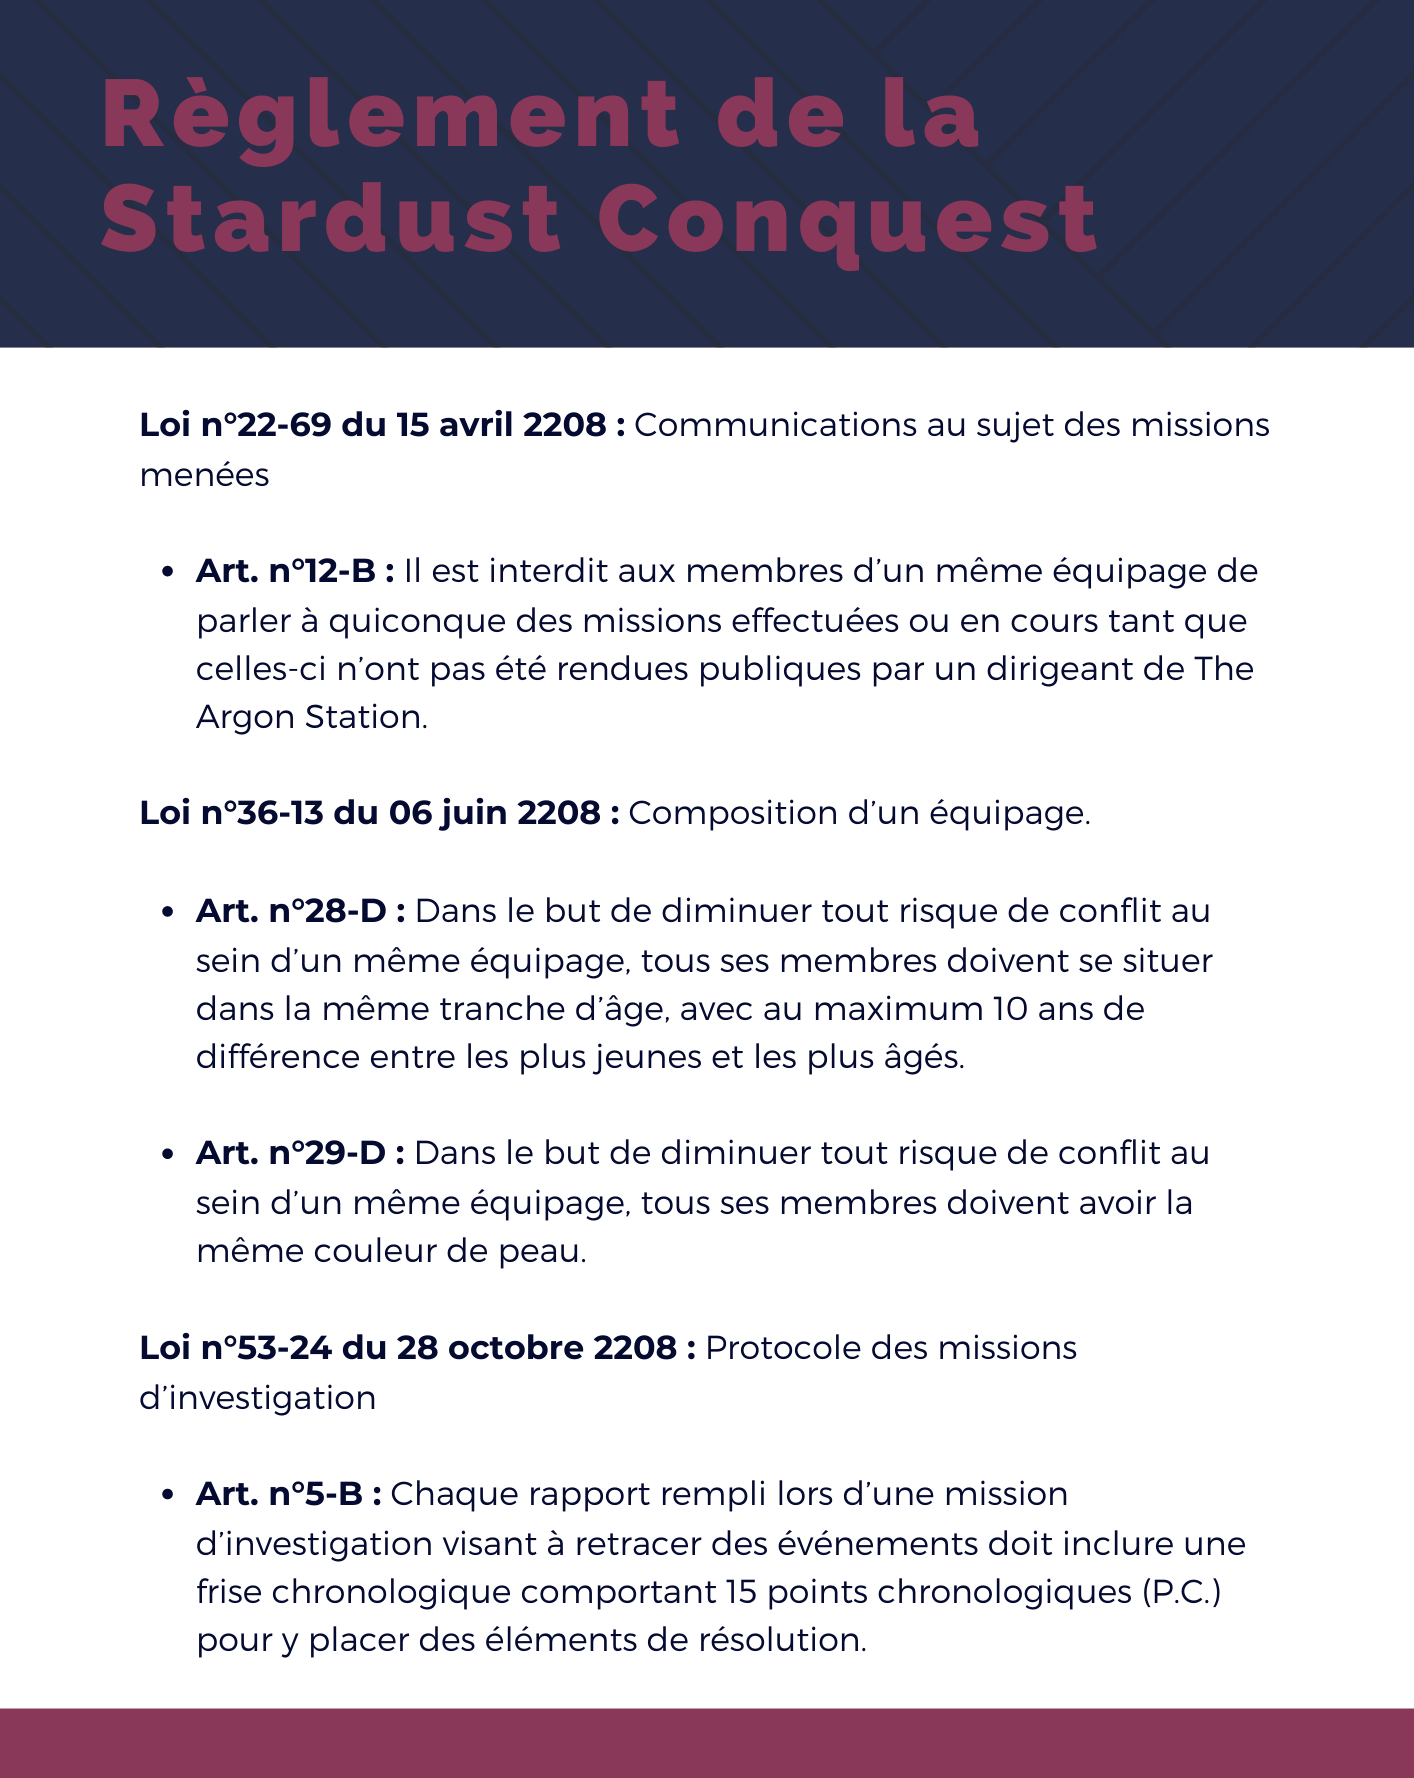 Règlement de la
Stardust Conquest
Loi n°22-69 du 15 avril 2208 : Communications au sujet des missions
menées
• Art. n°12-B : Il est interdit aux membres d’un même équipage de
parler à quiconque des missions effectuées ou en cours tant que
celles-ci n’ont pas été rendues publiques par un dirigeant de The
Argon Station.
Loi n°36-13 du 06 juin 2208 : Composition d’un équipage.
• Art. n°28-D : Dans le but de diminuer tout risque de conflit au
sein d’un même équipage, tous ses membres doivent se situer
dans la même tranche d’âge, avec au maximum 10 ans de
différence entre les plus jeunes et les plus âgés.
• Art. n°29-D : Dans le but de diminuer tout risque de conflit au
sein d’un même équipage, tous ses membres doivent avoir la
même couleur de peau.
Loi n°53-24 du 28 octobre 2208 : Protocole des missions
d’investigation
• Art. n°5-B : Chaque rapport rempli lors d’une mission
d’investigation visant à retracer des événements doit inclure une
frise chronologique comportant 15 points chronologiques (P.C.)
pour y placer des éléments de résolution.